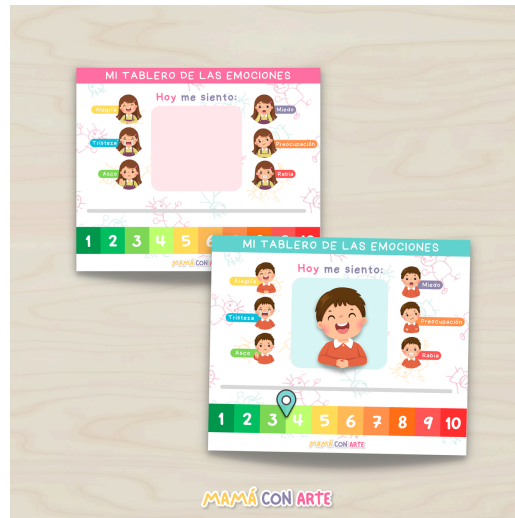 MI TABLERO DE LAS EMOCIONES
Hoy me siento:
Alegría
Miedo
Tristeza
Preocupación
Asco
Rabia
1 2 3 4 5 6
MAMÁ CON
MI TABLERO DE LAS EMOCIONES
Hoy me siento:
Alegría
Miedo
Tristeza
Preocupación
Asco
Rabia
1 2 3 4 5 6 7 8 9 10
MAMÁ CON ARTE
MAMÁ CON ARTE